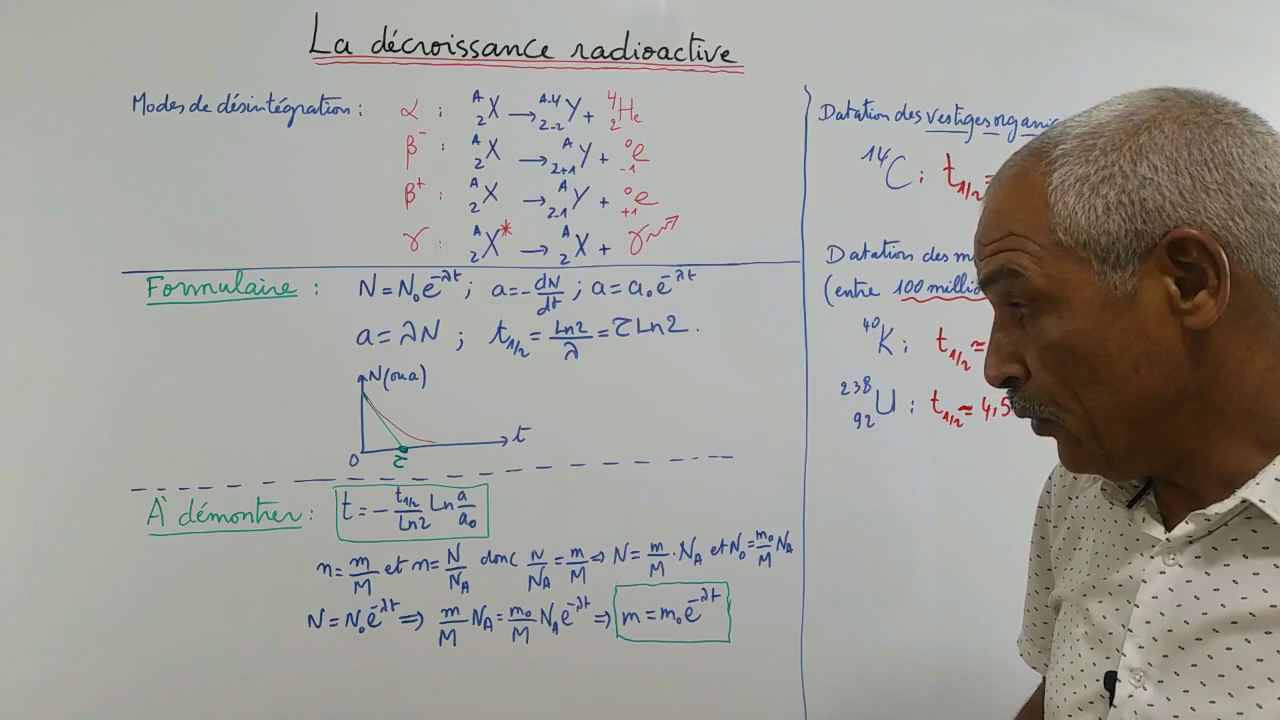 La décroissance radioactive
Modes de désintégration : α : ᴬ₂X → ᴬ⁻⁴₂₋₂Y + ⁴₂He
β⁻ : ᴬ₂X → ᴬ₂₊₁Y + ⁰₋₁e
β⁺ : ᴬ₂X → ᴬ₂₋₁Y + ⁰₊₁e
γ : ᴬ₂X* → ᴬ₂X + γ
Formulaire : N = N₀e^(-λt) ; a = -dN/dt ; a = a₀e^(-λt)
a = λN ; t₁/₂ = Ln2/λ = τ Ln2 .
N(ou a)
t
0 τ
À démontrer : t = - t₁/₂/Ln2 Ln a/a₀
n = m/M et n = N/N_A donc N/N_A = m/M ⇒ N = m/M . N_A et N₀ = m₀/M N_A
N = N₀e^(-λt) ⇒ m/M N_A = m₀/M N_A e^(-λt) ⇒ m = m₀e^(-λt)
Datation des vestiges
¹⁴C : t₁/₂ =
Datation des
(entre 100
⁴⁰K : t₁/₂ =
²³⁸₉₂U : t₁/₂ ≈ 4,5